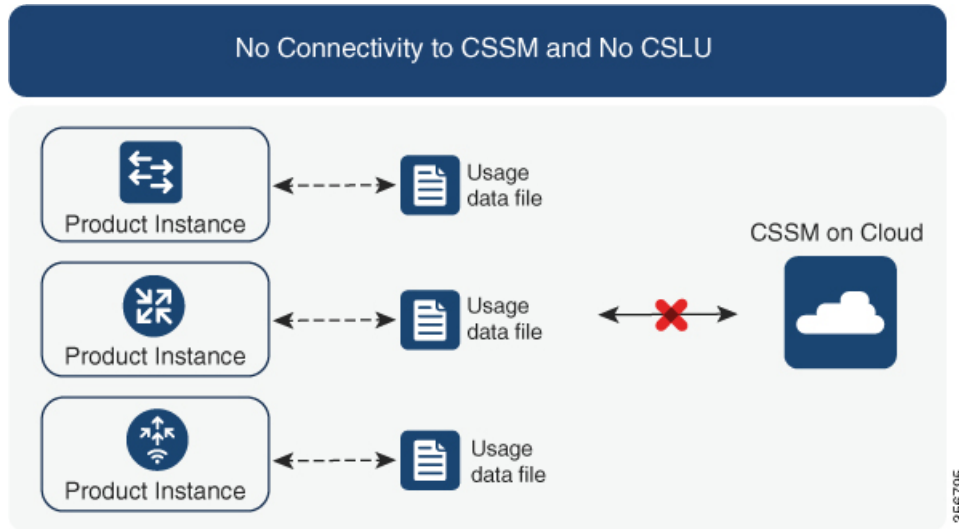 No Connectivity to CSSM and No CSLU
Product Instance
Usage
data file
Product Instance
Usage
data file
Product Instance
Usage
data file
CSSM on Cloud
356795